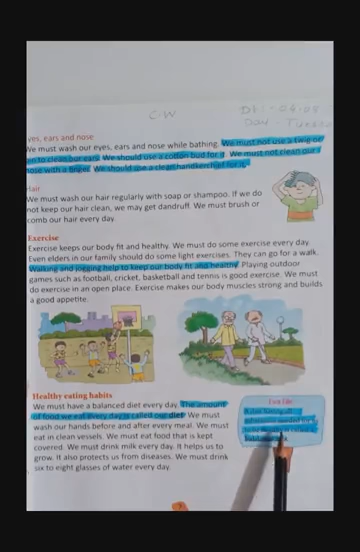 C.W
Dt:- 04.05
Day - Tuesd
yes, ears and nose
We must wash our eyes, ears and nose while bathing. We must not use a twig or
en to clean our ears. We should use a cotton bud for it. We must not clean our
nose with a finger. We should use a clean handkerchief for it.
Hair
We must wash our hair regularly with soap or shampoo. If we do
not keep our hair clean, we may get dandruff. We must brush or
comb our hair every day.
Exercise
Exercise keeps our body fit and healthy. We must do some exercise every day.
Even elders in our family should do some light exercises. They can go for a walk.
Walking and jogging help to keep our body fit and healthy. Playing outdoor
games such as football, cricket, basketball and tennis is good exercise. We must
do exercise in an open place. Exercise makes our body muscles strong and builds
a good appetite.
Healthy eating habits
We must have a balanced diet every day. The amount
of food we eat every day is called our diet. We must
wash our hands before and after every meal. We must
eat in clean vessels. We must eat food that is kept
covered. We must drink milk every day. It helps us to
grow. It also protects us from diseases. We must drink
six to eight glasses of water every day.
A diet having all
needed for